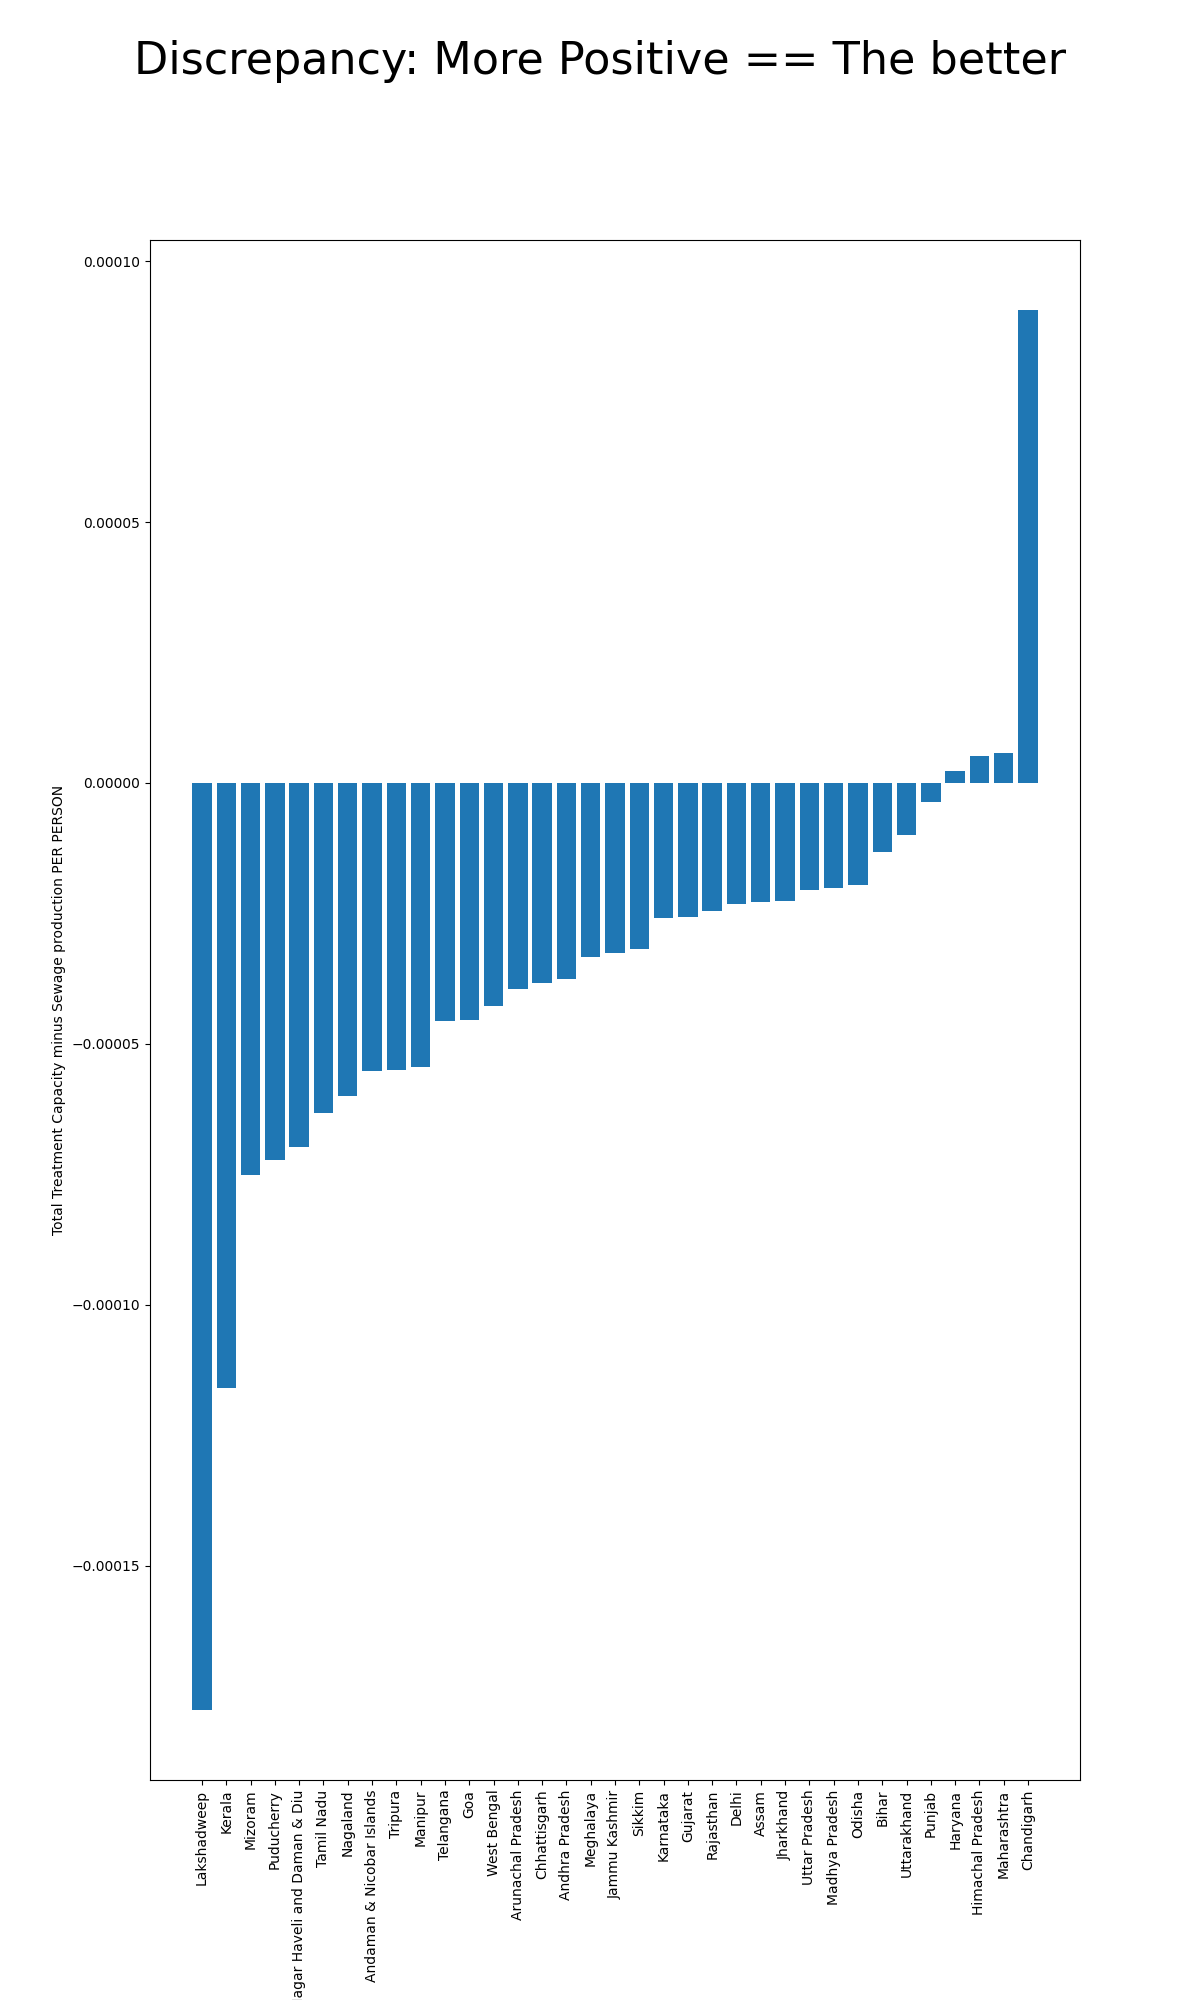 Discrepancy: More Positive == The better
Total Treatment Capacity minus Sewage production PER PERSON
0.00010
0.00005
0.00000
−0.00005
−0.00010
−0.00015
Lakshadweep
Kerala
Mizoram
Puducherry
Haveli and Daman & Diu
Tamil Nadu
Nagaland
Andaman & Nicobar Islands
Tripura
Manipur
Telangana
Goa
West Bengal
Arunachal Pradesh
Chhattisgarh
Andhra Pradesh
Meghalaya
Jammu Kashmir
Sikkim
Karnataka
Gujarat
Rajasthan
Delhi
Assam
Jharkhand
Uttar Pradesh
Madhya Pradesh
Odisha
Bihar
Uttarakhand
Punjab
Haryana
Himachal Pradesh
Maharashtra
Chandigarh